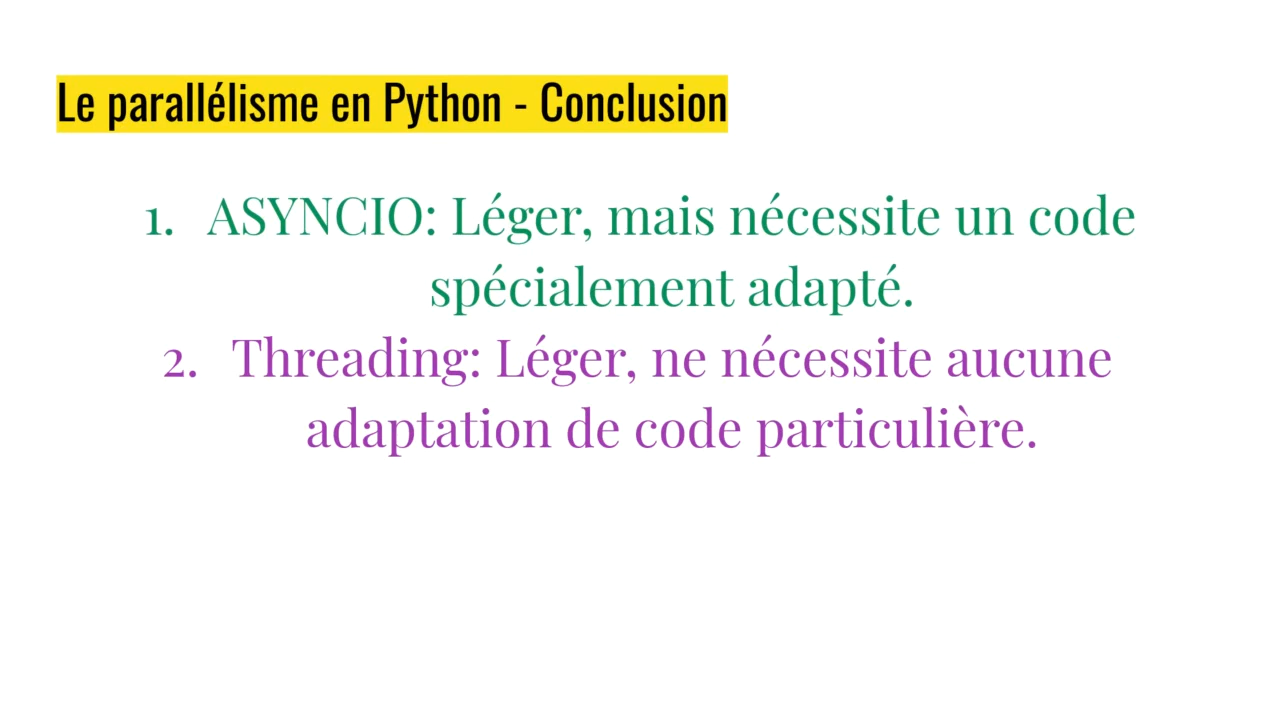 Le parallélisme en Python - Conclusion
1. ASYNCIO: Léger, mais nécessite un code
spécialement adapté.
2. Threading: Léger, ne nécessite aucune
adaptation de code particulière.